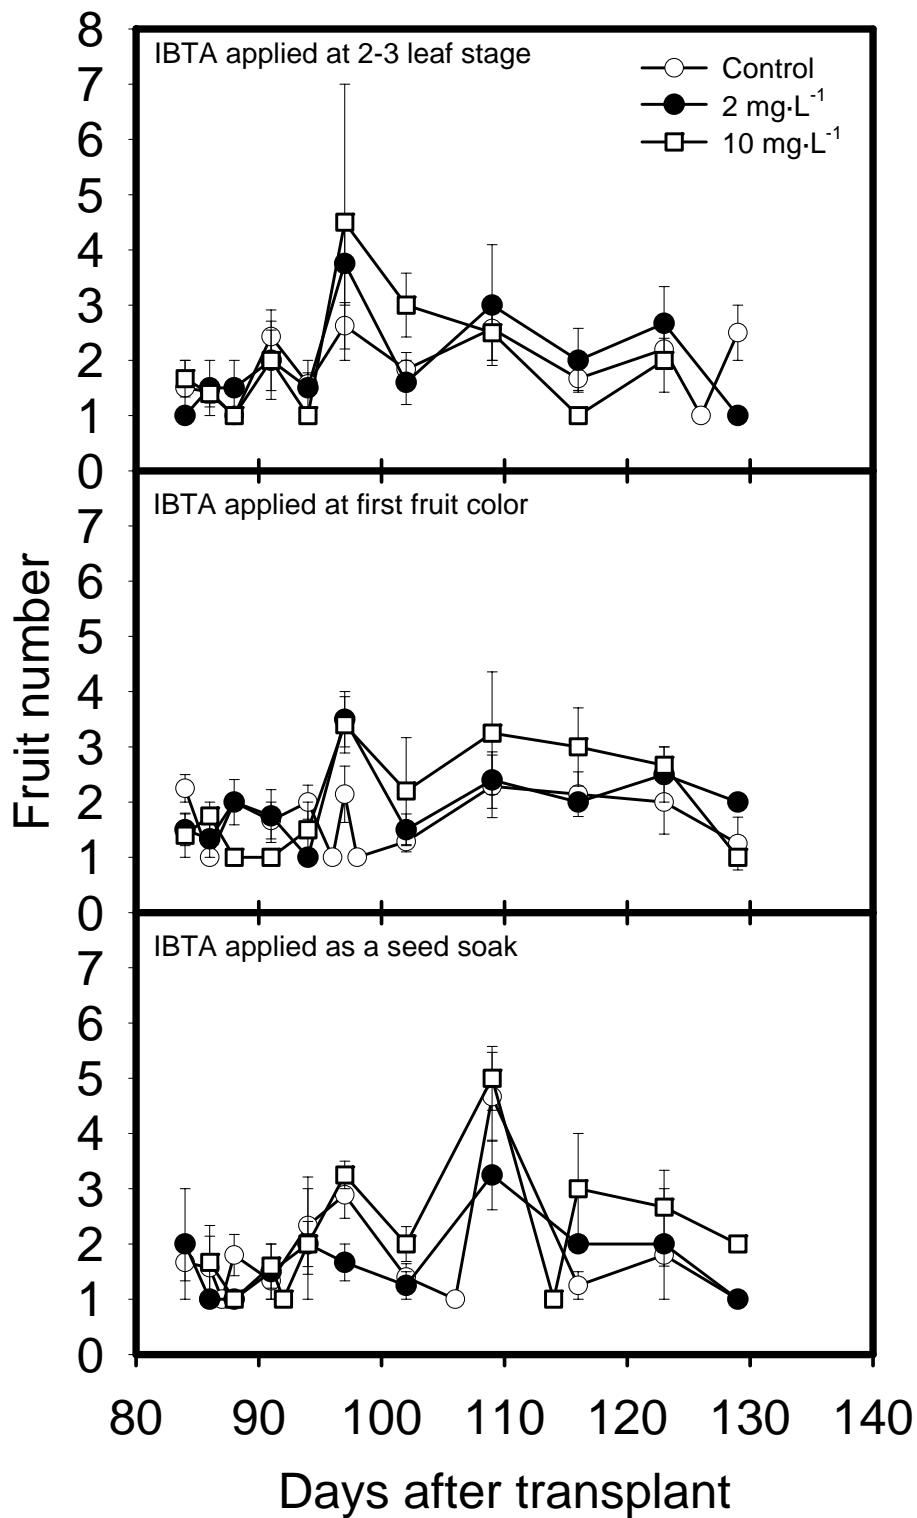 8
IBTA applied at 2-3 leaf stage
Control
7
2 mg·L-1
10 mg·L-1
6
5
4
3
2
1
0
IBTA applied at first fruit color
7
6
5
4
3
2
1
0
Fruit number
IBTA applied as a seed soak
7
6
5
4
3
2
1
0
80 90 100 110 120 130 140
Days after transplant